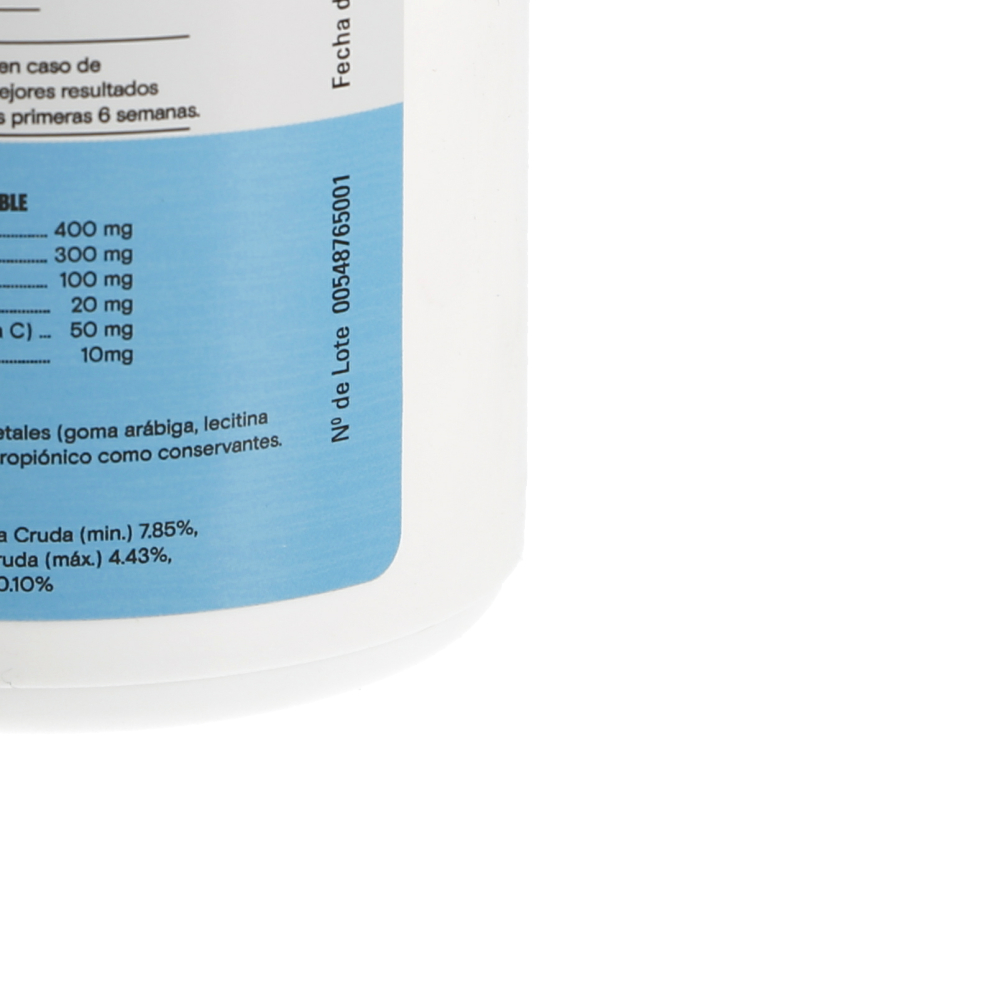 en caso de
ejores resultados
s primeras 6 semanas.
BLE
400 mg
300 mg
100 mg
20 mg
C) ... 50 mg
10mg
etales (goma arábiga, lecitina
ropiónico como conservantes.
a Cruda (min.) 7.85%,
ruda (máx.) 4.43%,
0.10%
Fecha d
Nº de Lote 00548765001